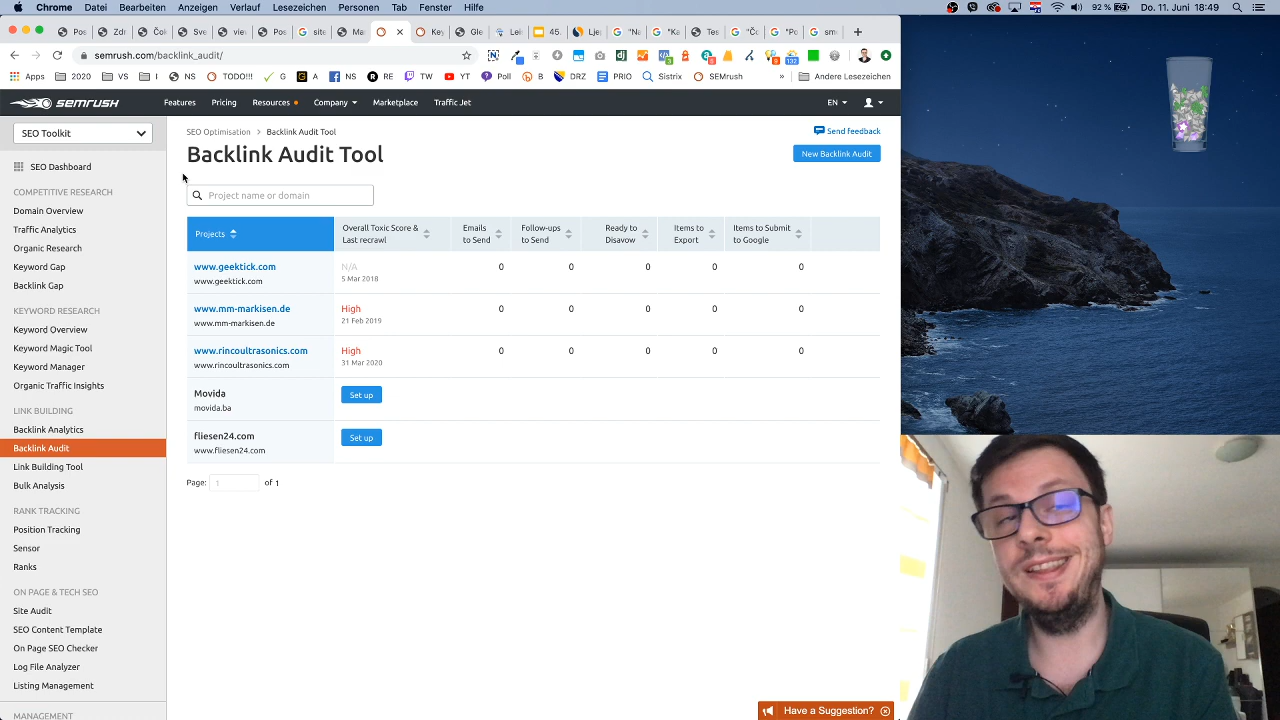 Chrome Datei Bearbeiten Anzeigen Verlauf Lesezeichen Personen Tab Fenster Hilfe 92 % Do. 11. Juni 18:49
semrush.com/backlink_audit/
Apps 2020 VS I NS TODO!!! G A NS RE TW YT Poll B DRZ PRIO Sistrix SEMrush » Andere Lesezeichen
SEMRUSH Features Pricing Resources Company Marketplace Traffic Jet EN
SEO Toolkit
SEO Dashboard
COMPETITIVE RESEARCH
Domain Overview
Traffic Analytics
Organic Research
Keyword Gap
Backlink Gap
KEYWORD RESEARCH
Keyword Overview
Keyword Magic Tool
Keyword Manager
Organic Traffic Insights
LINK BUILDING
Backlink Analytics
Backlink Audit
Link Building Tool
Bulk Analysis
RANK TRACKING
Position Tracking
Sensor
Ranks
ON PAGE & TECH SEO
Site Audit
SEO Content Template
On Page SEO Checker
Log File Analyzer
Listing Management
MANAGEMENT
SEO Optimisation > Backlink Audit Tool
Send feedback
Backlink Audit Tool
New Backlink Audit
Project name or domain
Projects Overall Toxic Score & Last recrawl Emails to Send Follow-ups to Send Ready to Disavow Items to Export Items to Submit to Google
www.geektick.com N/A 0 0 0 0 0
www.geektick.com 5 Mar 2018
www.mm-markisen.de High 0 0 0 0 0
www.mm-markisen.de 21 Feb 2019
www.rincoultrasonics.com High 0 0 0 0 0
www.rincoultrasonics.com 31 Mar 2020
Movida Set up
movida.ba
fliesen24.com Set up
www.fliesen24.com
Page: 1 of 1
Have a Suggestion?